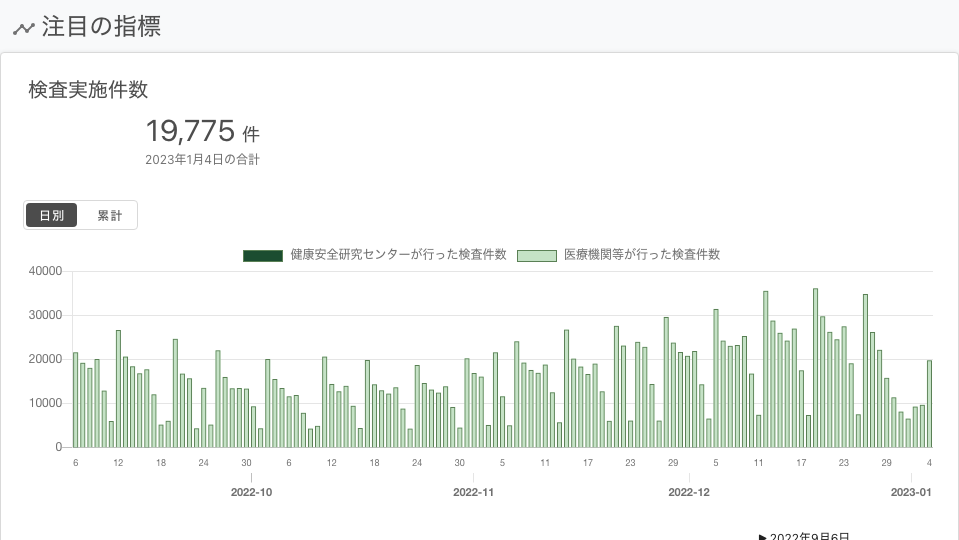 注目の指標
検査実施件数
19,775 件
2023年1月4日の合計
日別 累計
健康安全研究センターが行った検査件数 医療機関等が行った検査件数
40000
30000
20000
10000
0
6 12 18 24 30 6 12 18 24 30 5 11 17 23 29 5 11 17 23 29 4
2022-10 2022-11 2022-12 2023-01
▶ 2022年9月6日